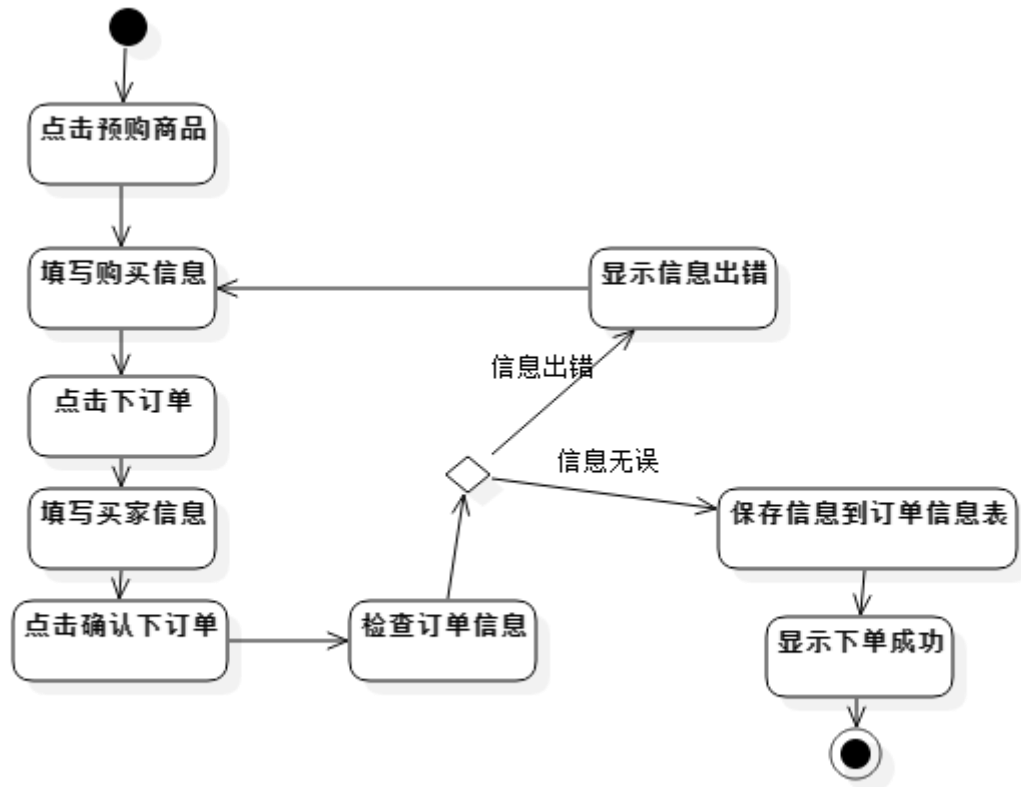 点击预购商品
填写购买信息
显示信息出错
信息出错
点击下订单
信息无误
填写买家信息
保存信息到订单信息表
点击确认下订单
检查订单信息
显示下单成功